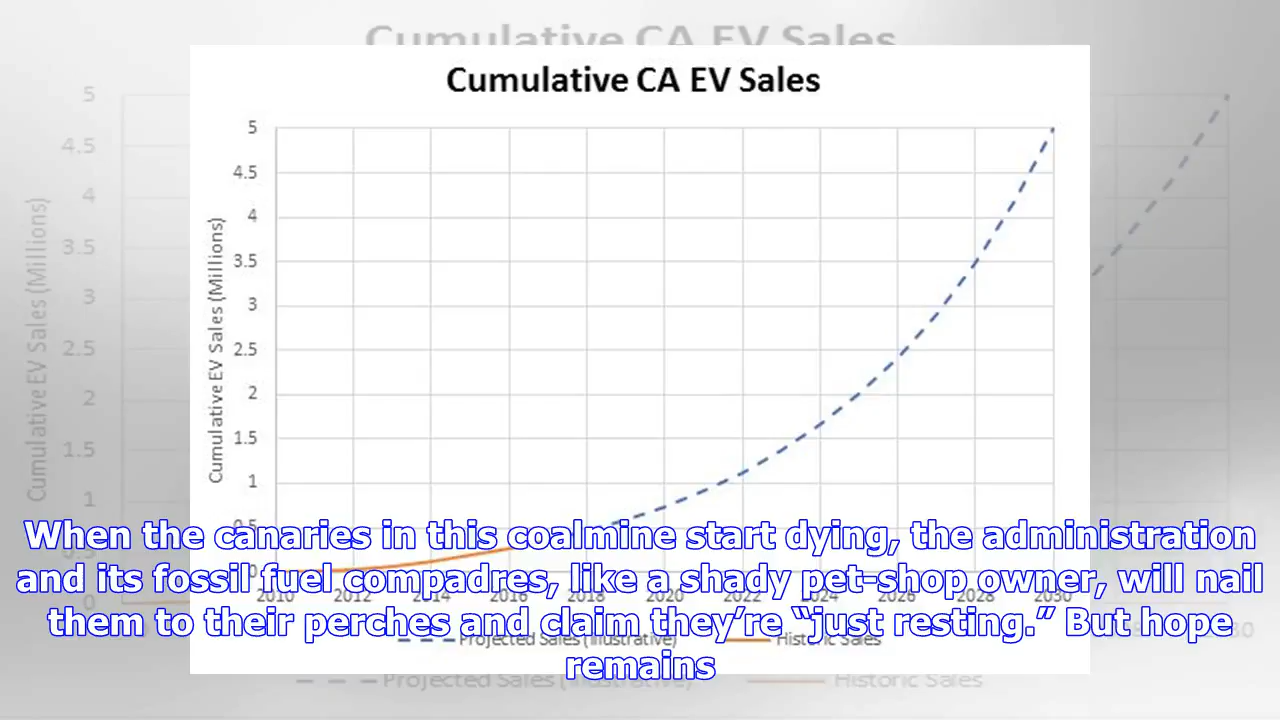 Cumulative CA EV Sales
Cumulative CA EV Sales
5
4.5
4
3.5
3
2.5
2
1.5
1
0.5
0
Cumulative EV Sales (Millions)
2010 2012 2014 2016 2018 2020 2022 2024 2026 2028 2030
Projected Sales (Illustrative) Historic Sales
5
4.5
4
3.5
3
2.5
2
1.5
1
0
Cumulative EV Sales (Millions)
When the canaries in this coalmine start dying, the administration
and its fossil fuel compadres, like a shady pet-shop owner, will nail
them to their perches and claim they’re “just resting.” But hope
remains
Projected Sales (Illustrative) Historic Sales